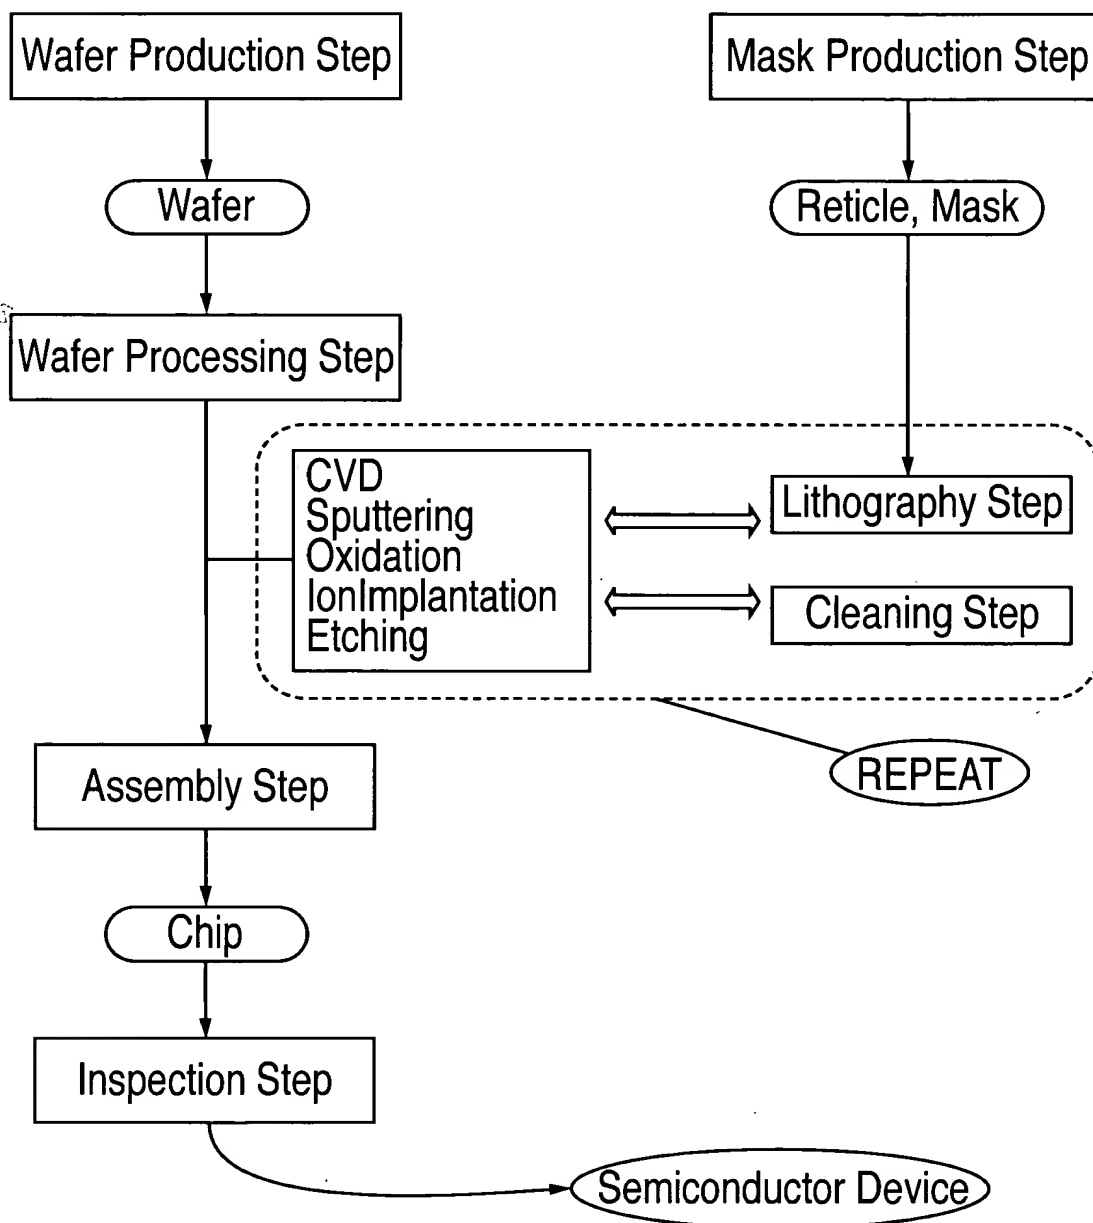 Wafer Production Step
Mask Production Step
Wafer
Reticle, Mask
Wafer Processing Step
CVD
Sputtering
Oxidation
IonImplantation
Etching
Lithography Step
Cleaning Step
REPEAT
Assembly Step
Chip
Inspection Step
Semiconductor Device